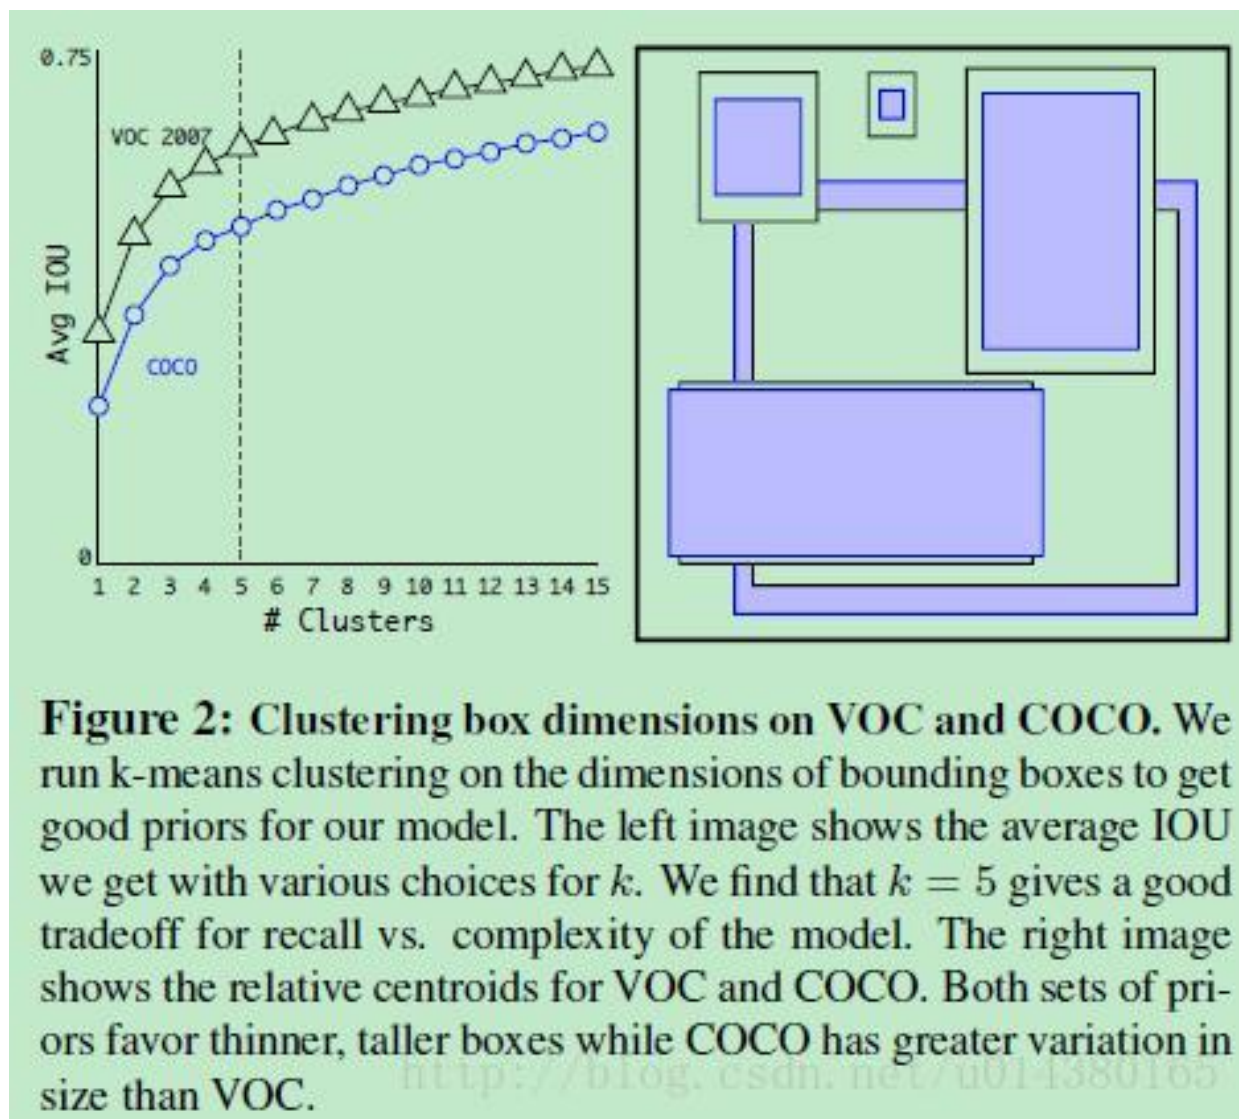 0.75
VOC 2007
Avg IOU
COCO
0
1 2 3 4 5 6 7 8 9 10 11 12 13 14 15
# Clusters
Figure 2: Clustering box dimensions on VOC and COCO. We
run k-means clustering on the dimensions of bounding boxes to get
good priors for our model. The left image shows the average IOU
we get with various choices for k. We find that k = 5 gives a good
tradeoff for recall vs. complexity of the model. The right image
shows the relative centroids for VOC and COCO. Both sets of pri-
ors favor thinner, taller boxes while COCO has greater variation in
size than VOC.
http://blog.csdn.net/u014380165